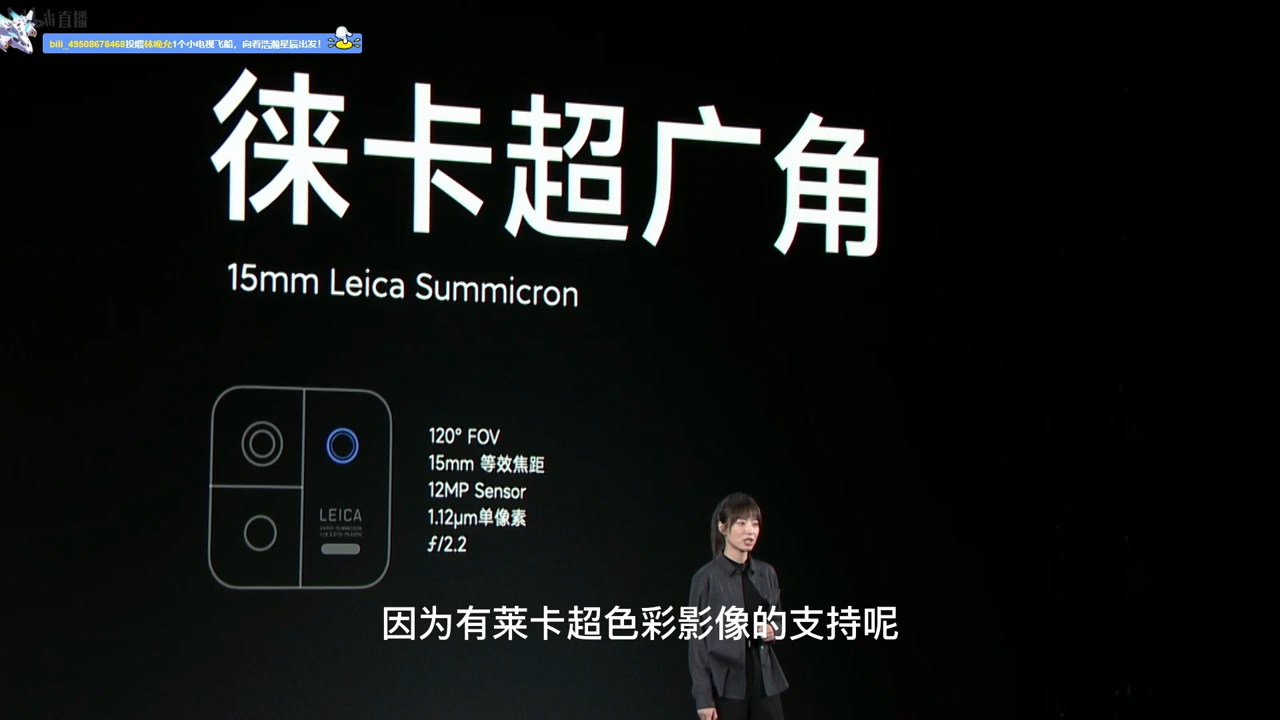 直播
bili_49508678468投喂林晚允1个小电视飞船，向着浩瀚星辰出发！
徕卡超广角
15mm Leica Summicron
120° FOV
15mm 等效焦距
12MP Sensor
1.12μm单像素
ƒ/2.2
LEICA
因为有莱卡超色彩影像的支持呢